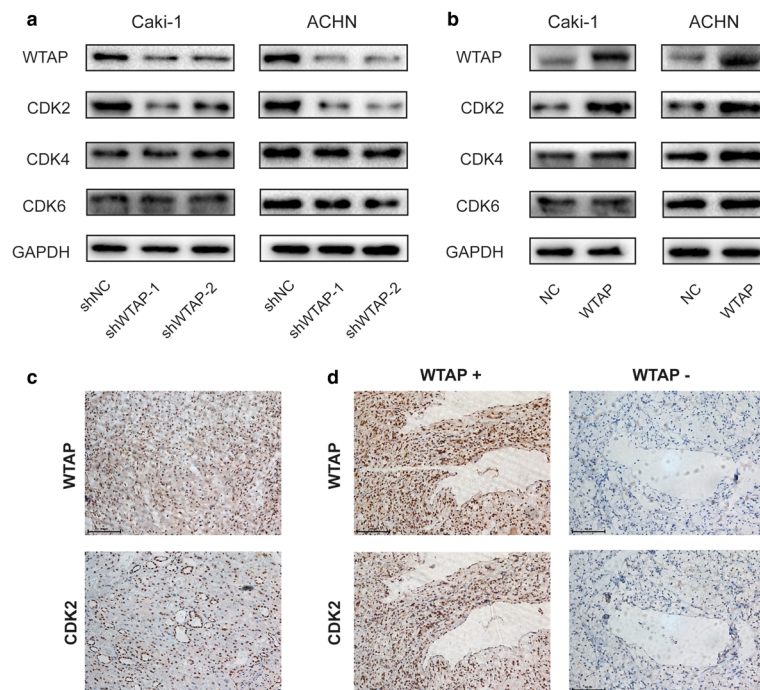 a
Caki-1
ACHN
WTAP
CDK2
CDK4
CDK6
GAPDH
shNC
shWTAP-1
shWTAP-2
shNC
shWTAP-1
shWTAP-2
b
Caki-1
ACHN
WTAP
CDK2
CDK4
CDK6
GAPDH
NC
WTAP
NC
WTAP
c
WTAP
CDK2
d
WTAP +
WTAP -
WTAP
CDK2